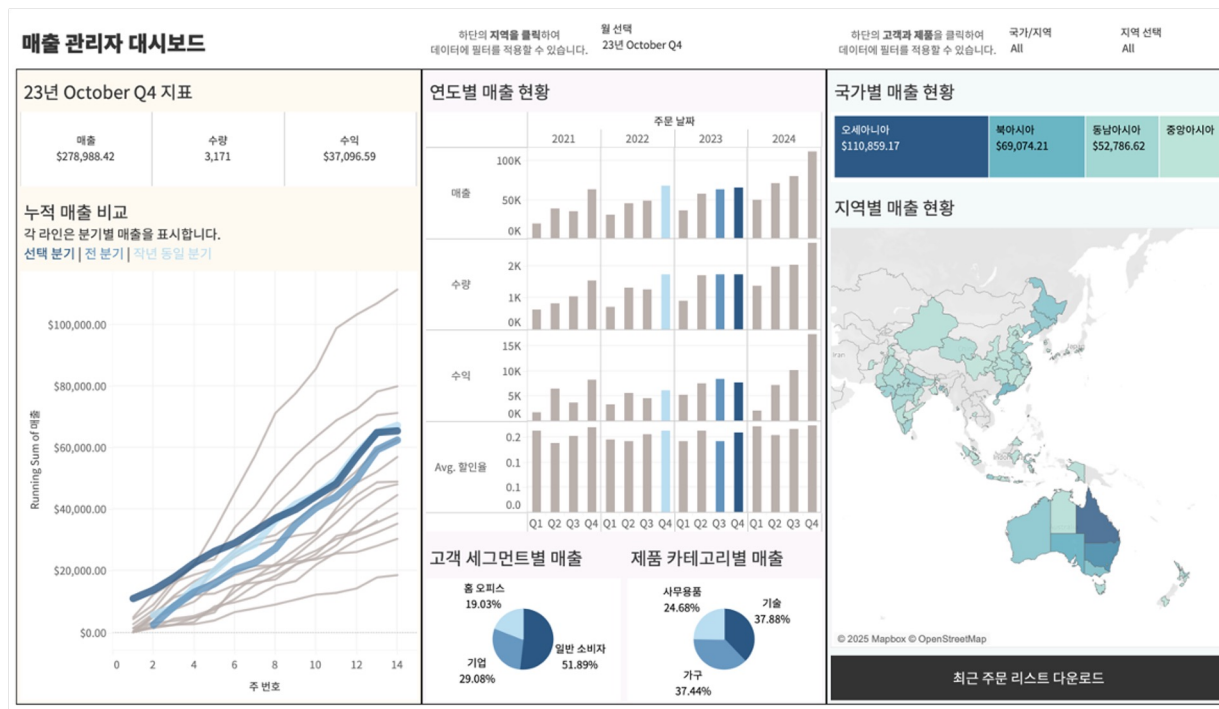 매출 관리자 대시보드
하단의 지역을 클릭하여
데이터에 필터를 적용할 수 있습니다.
월 선택
23년 October Q4
하단의 고객과 제품을 클릭하여
데이터에 필터를 적용할 수 있습니다.
국가/지역
All
지역 선택
All
23년 October Q4 지표
매출
$278,988.42
수량
3,171
수익
$37,096.59
누적 매출 비교
각 라인은 분기별 매출을 표시합니다.
선택 분기 | 전 분기 | 작년 동일 분기
Running Sum of 매출
$100,000.00
$80,000.00
$60,000.00
$40,000.00
$20,000.00
$0.00
0 2 4 6 8 10 12 14
주 번호
연도별 매출 현황
주문 날짜
2021 2022 2023 2024
매출
100K
50K
0K
수량
2K
1K
0K
수익
15K
10K
5K
0K
Avg. 할인율
0.2
0.1
0.1
0.0
Q1 Q2 Q3 Q4 Q1 Q2 Q3 Q4 Q1 Q2 Q3 Q4 Q1 Q2 Q3 Q4
고객 세그먼트별 매출
홈 오피스
19.03%
일반 소비자
51.89%
기업
29.08%
제품 카테고리별 매출
사무용품
24.68%
기술
37.88%
가구
37.44%
국가별 매출 현황
오세아니아
$110,859.17
북아시아
$69,074.21
동남아시아
$52,786.62
중앙아시아
지역별 매출 현황
© 2025 Mapbox © OpenStreetMap
최근 주문 리스트 다운로드